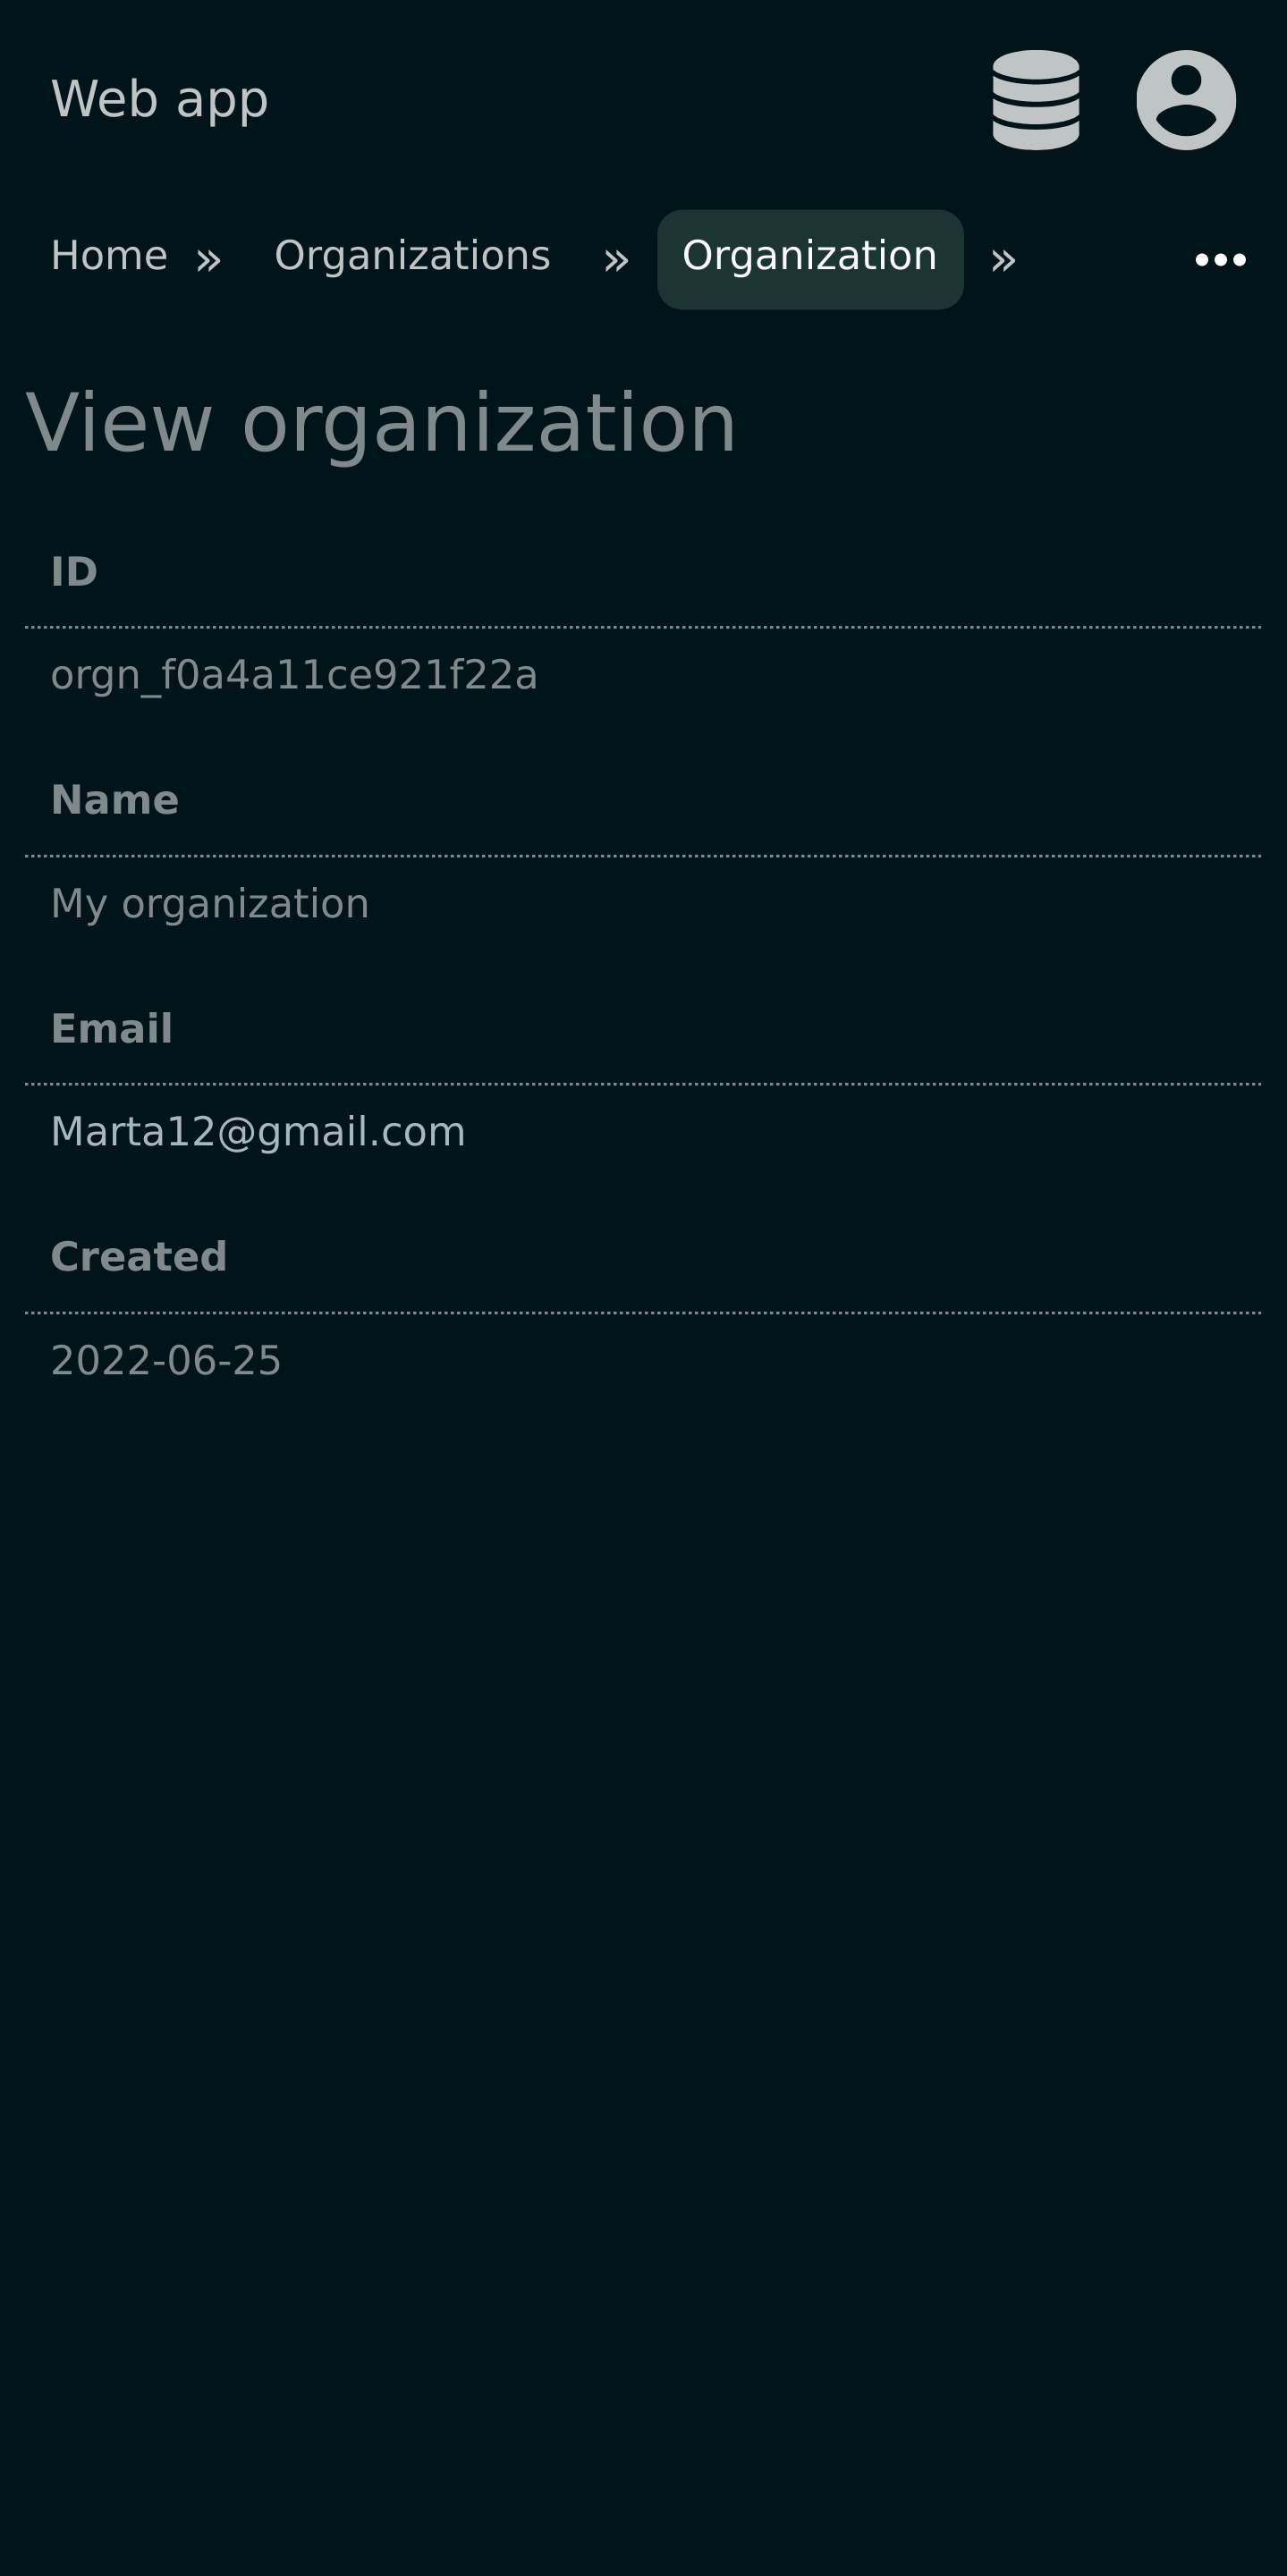 Web app
Home » Organizations » Organization » •••
View organization
ID
orgn_f0a4a11ce921f22a
Name
My organization
Email
Marta12@gmail.com
Created
2022-06-25